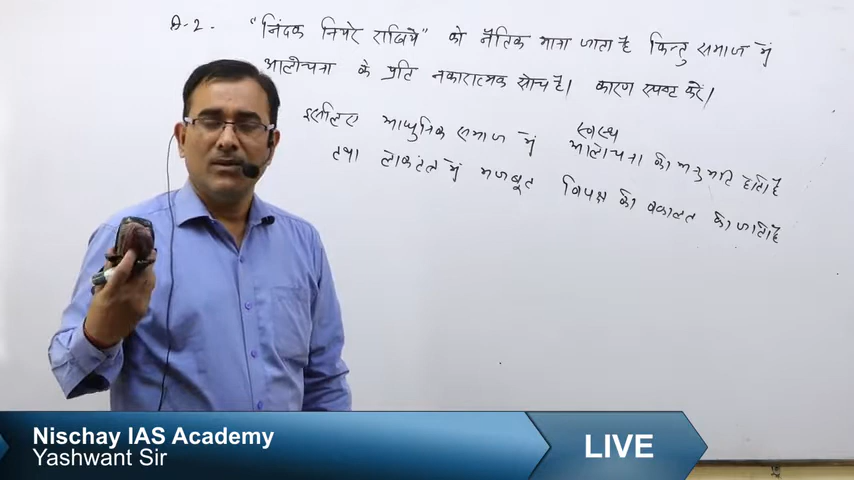 प्र-2. "निंदक नियरे राखिये" को नैतिक माना जाता है किन्तु समाज में
आलोचना के प्रति नकारात्मक सोच है। कारण स्पष्ट करें।
इसलिए आधुनिक समाज में स्वस्थ आलोचना की अनुमति होती है
तथा लोकतंत्र में मजबूत विपक्ष की वकालत की जाती है
Nischay IAS Academy
Yashwant Sir
LIVE